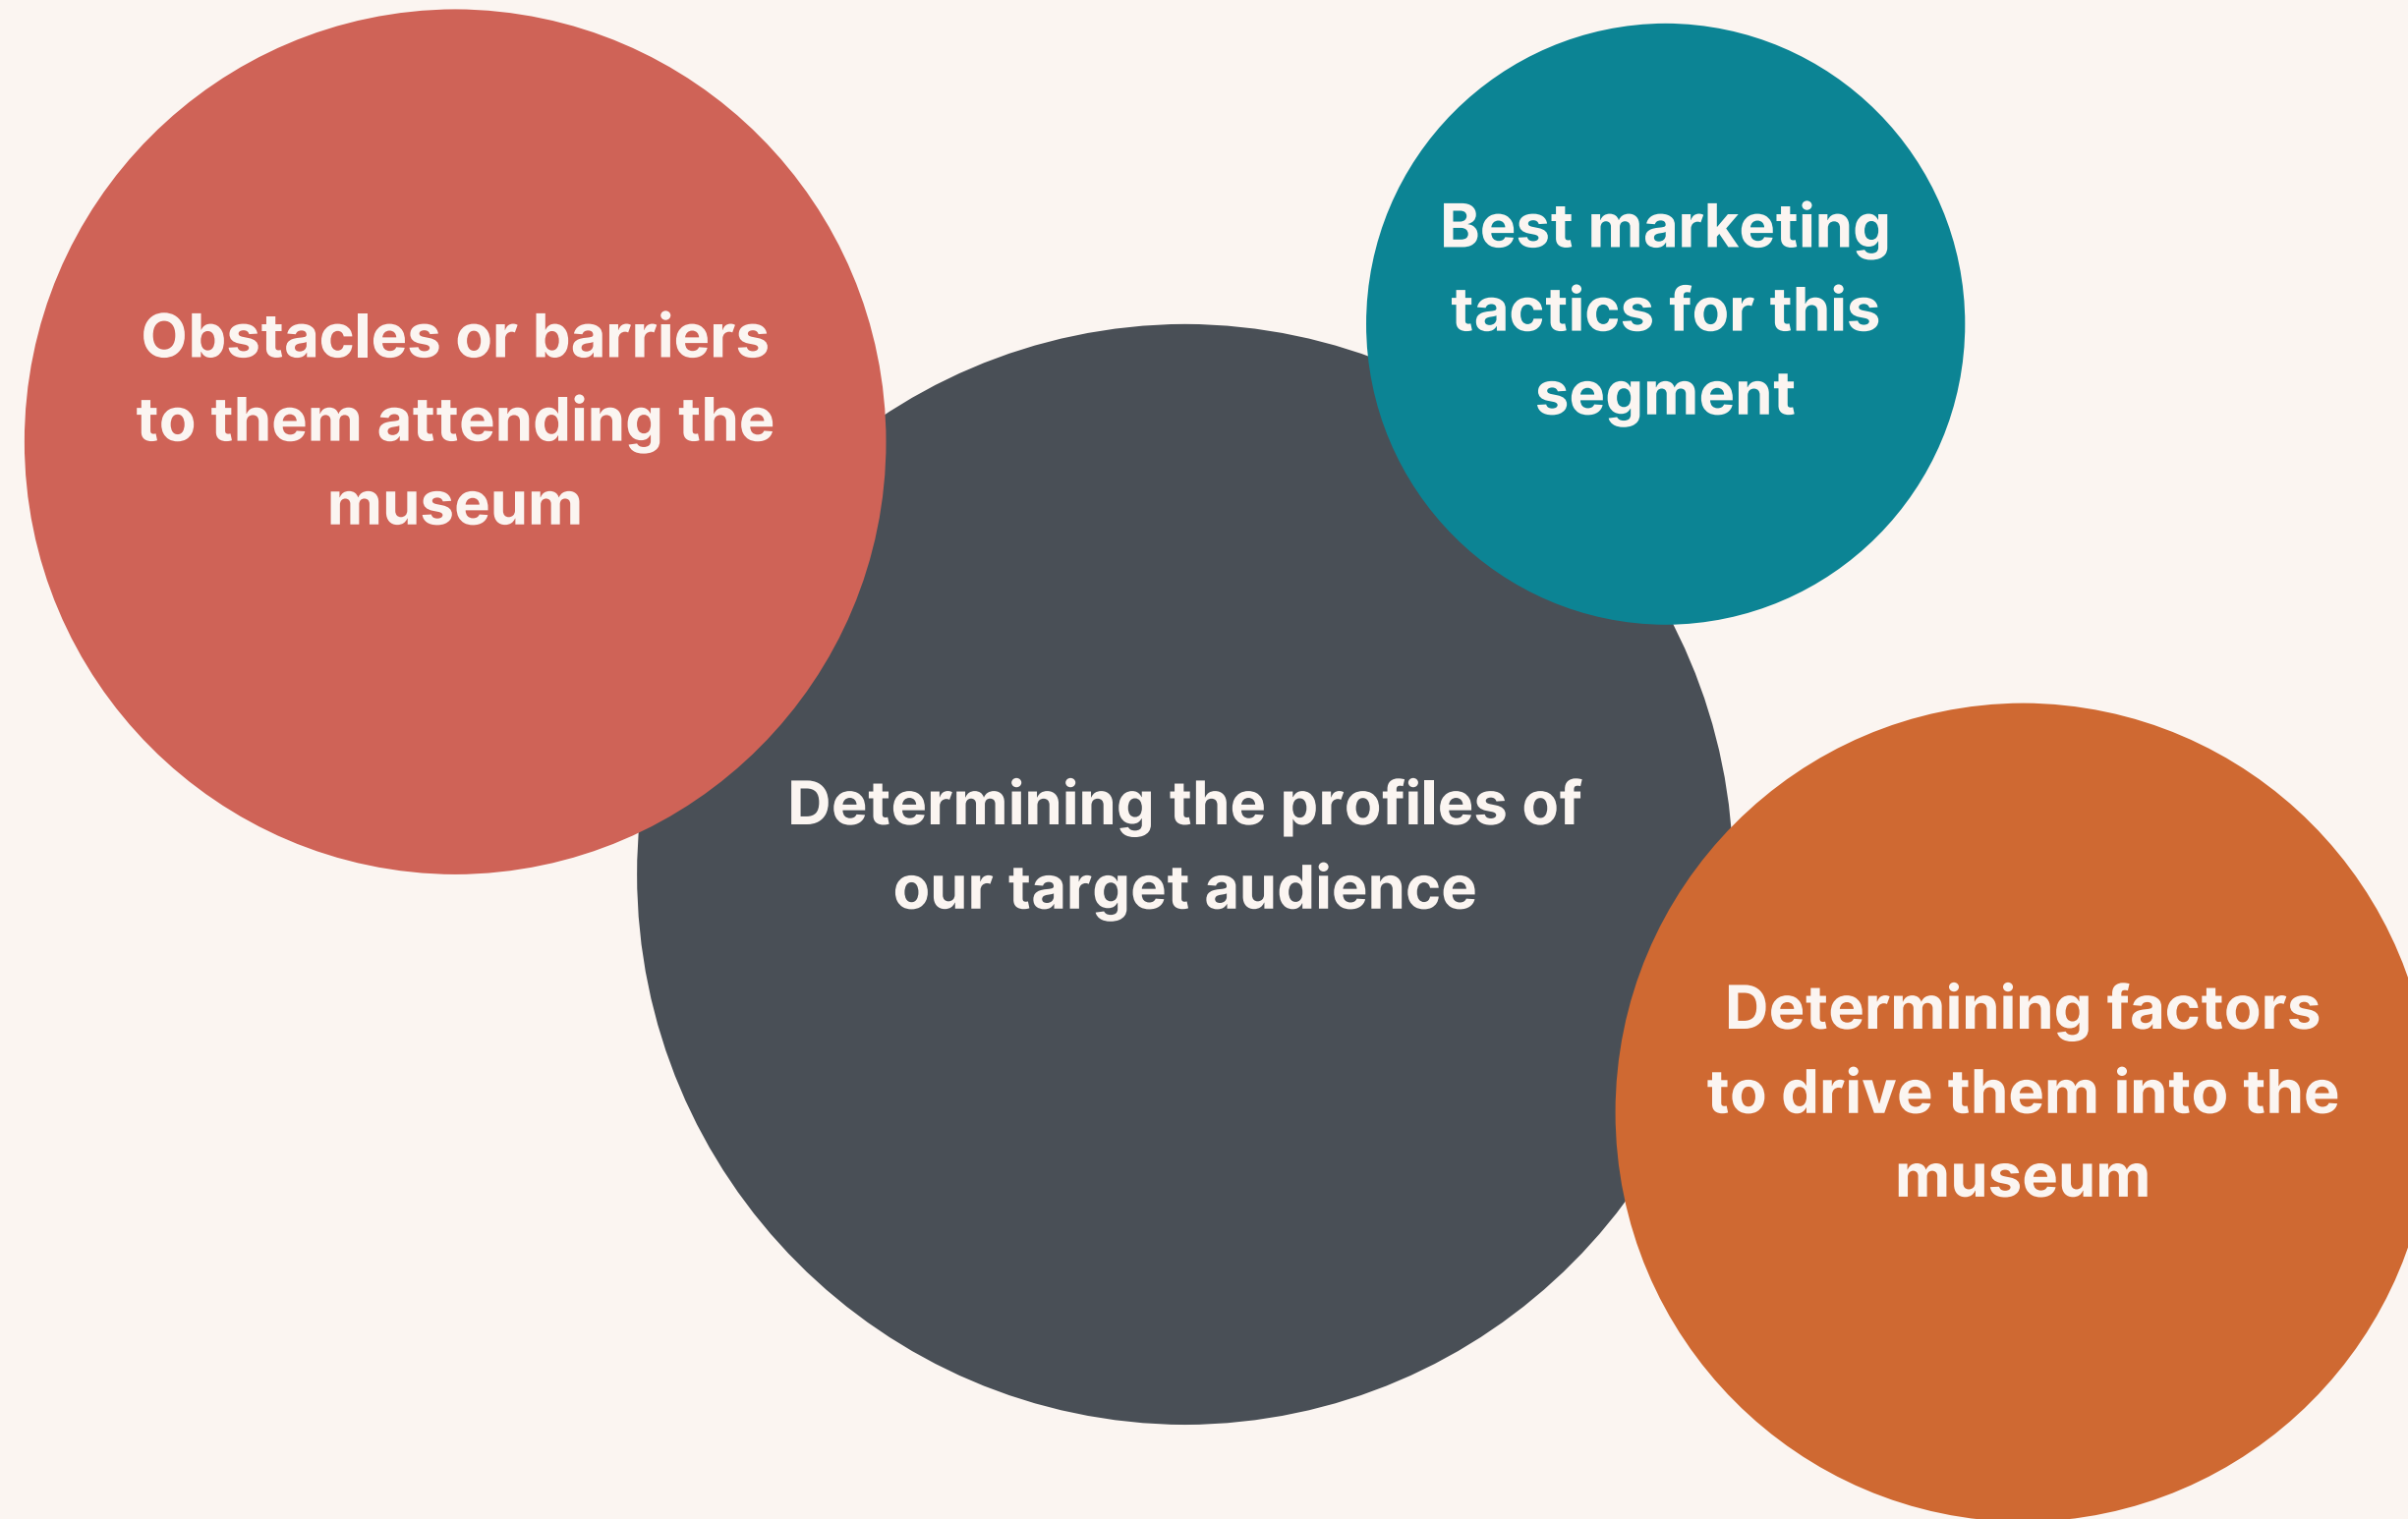 Obstacles or barriers
to them attending the
museum
Best marketing
tactics for this
segment
Determining the profiles of
our target audience
Determining factors
to drive them into the
museum